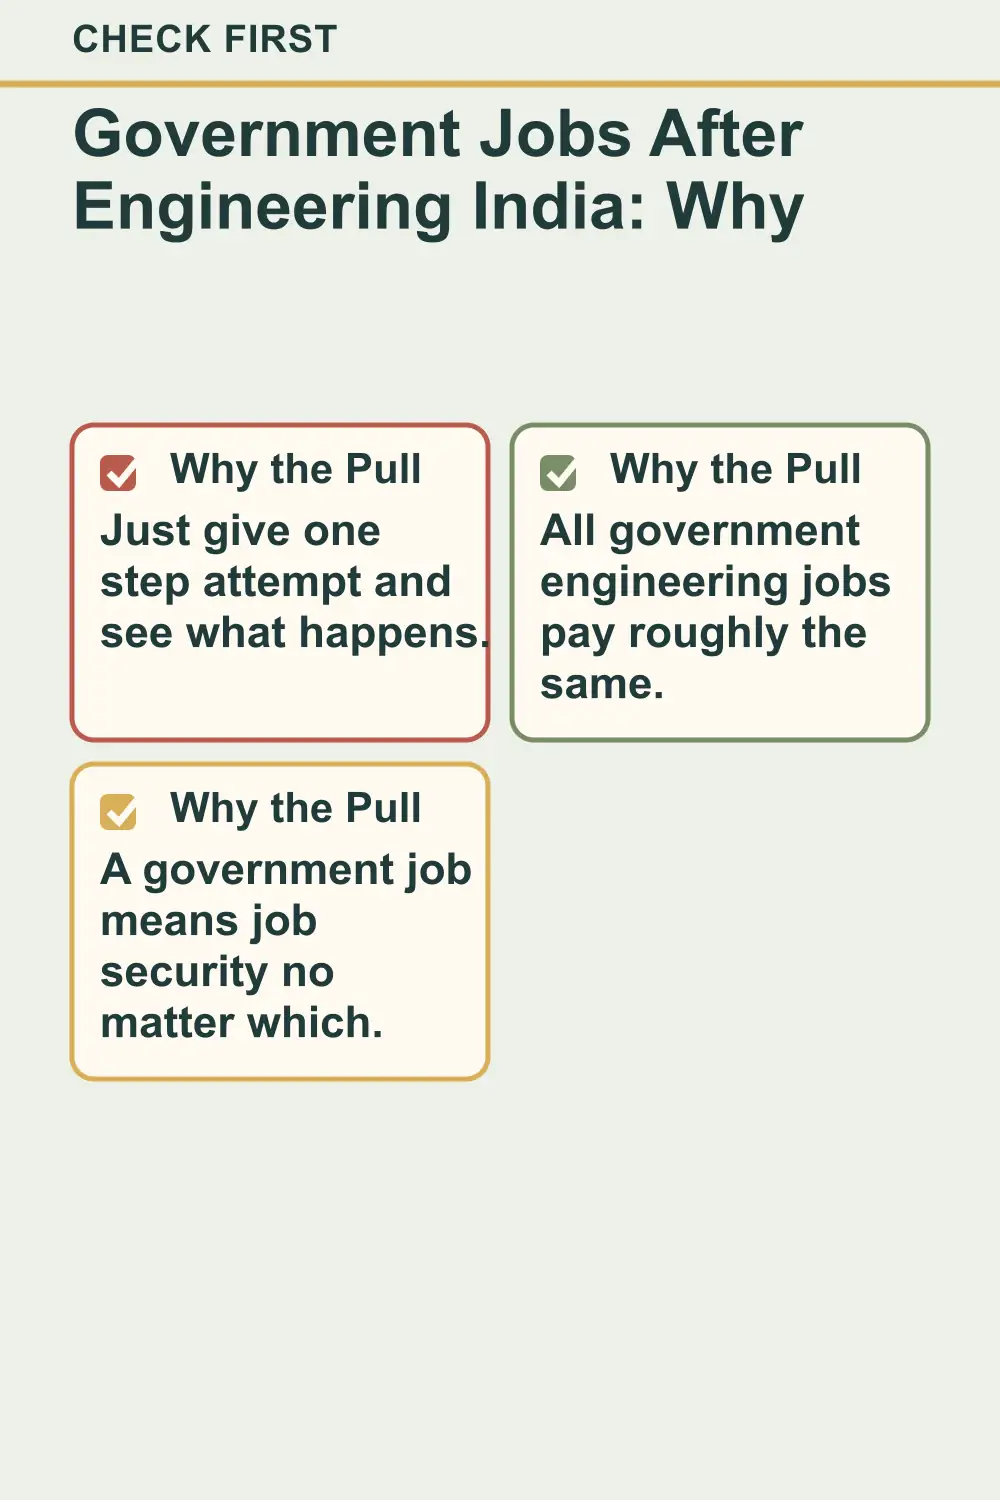 CHECK FIRST
Government Jobs After
Engineering India: Why
Why the Pull
Just give one
step attempt and
see what happens.
Why the Pull
All government
engineering jobs
pay roughly the
same.
Why the Pull
A government job
means job
security no
matter which.